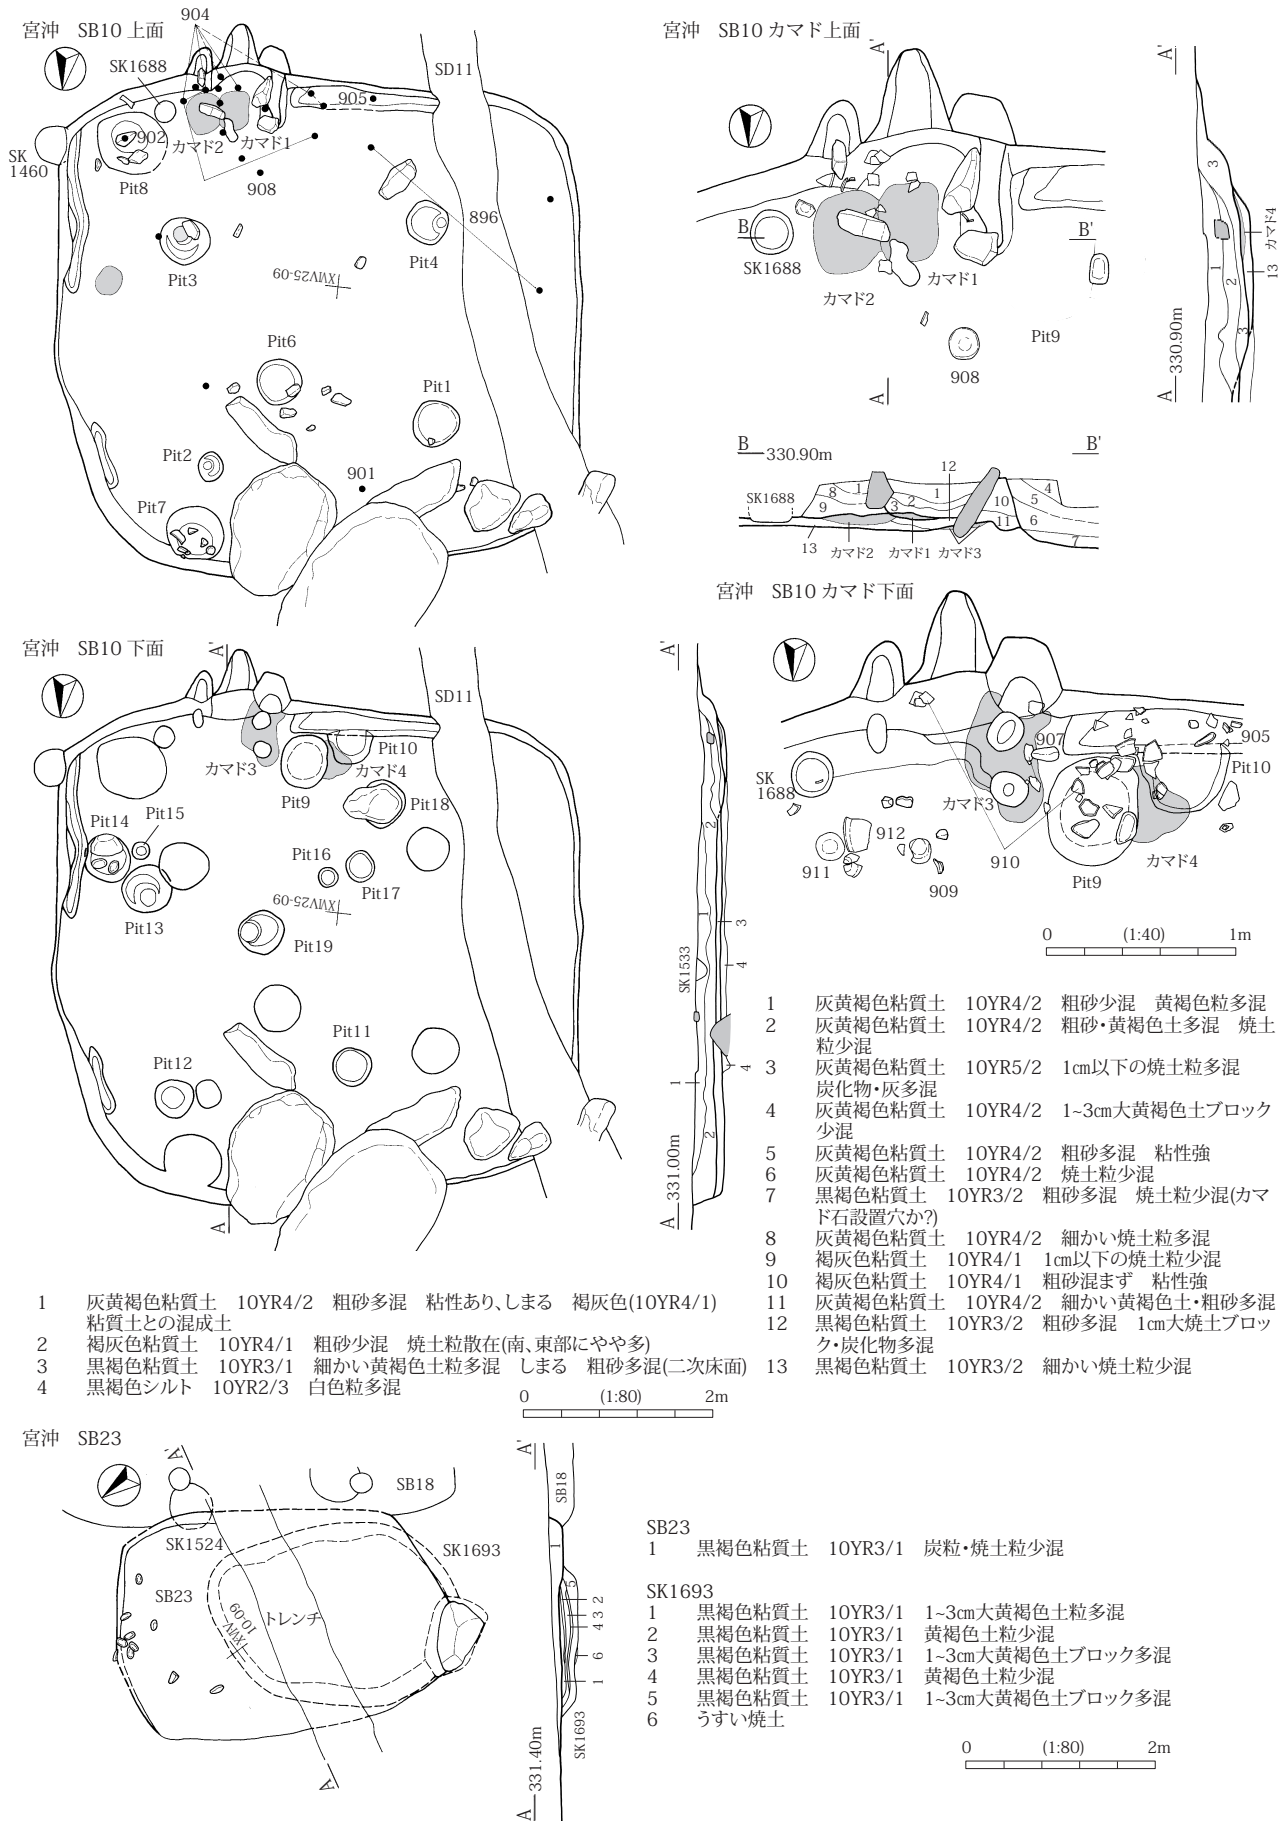 宮沖　SB10 上面
904
SK1688
SD11
905
902
カマド2
カマド1
SK
1460
Pit8
908
896
Pit3
Pit4
XⅣV25-09
Pit6
Pit1
Pit2
901
Pit7
宮沖　SB10 カマド上面
A'
B
B'
SK1688
カマド1
カマド2
Pit9
908
A
A'
3
1
2
3
カマド4
13
A
330.90m
B
330.90m
B'
SK1688
8
1
9
3
2
1
12
10
11
4
5
6
7
13
カマド2
カマド1
カマド3
宮沖　SB10 下面
A'
SD11
カマド3
Pit10
カマド4
Pit9
Pit18
Pit15
Pit14
Pit16
Pit17
Pit13
XⅣV25-09
Pit19
Pit11
Pit12
A
A'
2
1
3
SK1533
4
4
1
2
A
331.00m
宮沖　SB10 カマド下面
907
905
SK
1688
Pit10
カマド3
912
911
909
910
カマド4
Pit9
0　(1:40)　1m
1　灰黄褐色粘質土　10YR4/2　粗砂少混　黄褐色粒多混
2　灰黄褐色粘質土　10YR4/2　粗砂・黄褐色土多混　焼土
粒少混
3　灰黄褐色粘質土　10YR5/2　1㎝以下の焼土粒多混
炭化物・灰多混
4　灰黄褐色粘質土　10YR4/2　1~3㎝大黄褐色土ブロック
少混
5　灰黄褐色粘質土　10YR4/2　粗砂多混　粘性強
6　灰黄褐色粘質土　10YR4/2　焼土粒少混
7　黒褐色粘質土　10YR3/2　粗砂多混　焼土粒少混(カマ
ド石設置穴か?)
8　灰黄褐色粘質土　10YR4/2　細かい焼土粒多混
9　褐灰色粘質土　10YR4/1　1㎝以下の焼土粒少混
10　褐灰色粘質土　10YR4/1　粗砂混まず　粘性強
11　灰黄褐色粘質土　10YR4/2　細かい黄褐色土・粗砂多混
12　黒褐色粘質土　10YR3/2　粗砂多混　1㎝大焼土ブロッ
ク・炭化物多混
13　黒褐色粘質土　10YR3/2　細かい焼土粒少混
1　灰黄褐色粘質土　10YR4/2　粗砂多混　粘性あり、しまる　褐灰色(10YR4/1)
粘質土との混成土
2　褐灰色粘質土　10YR4/1　粗砂少混　焼土粒散在(南、東部にやや多)
3　黒褐色粘質土　10YR3/1　細かい黄褐色土粒多混　しまる　粗砂多混(二次床面)
4　黒褐色シルト　10YR2/3　白色粒多混
0　(1:80)　2m
宮沖　SB23
A'
SB18
SK1524
SK1693
SB23
トレンチ
10-09
A
A'
SB18
1
5
2
3
4
6
1
SK1693
A
331.40m
SB23
1　黒褐色粘質土　10YR3/1　炭粒・焼土粒少混
SK1693
1　黒褐色粘質土　10YR3/1　1~3㎝大黄褐色土粒多混
2　黒褐色粘質土　10YR3/1　黄褐色土粒少混
3　黒褐色粘質土　10YR3/1　1~3㎝大黄褐色土ブロック多混
4　黒褐色粘質土　10YR3/1　黄褐色土粒少混
5　黒褐色粘質土　10YR3/1　1~3㎝大黄褐色土ブロック多混
6　うすい焼土
0　(1:80)　2m